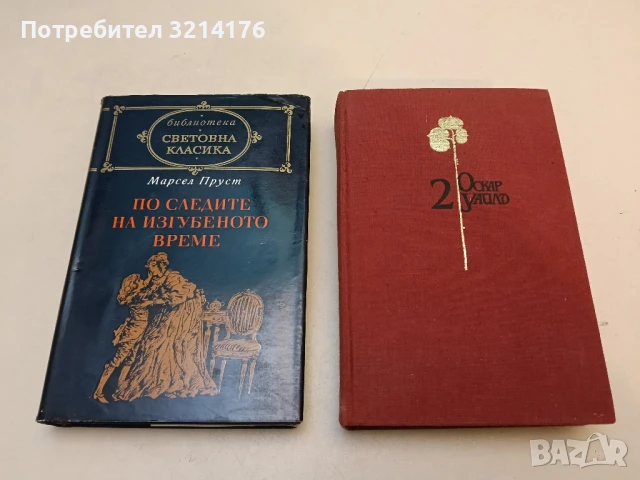 Потребител 3214176
библиотека
СВЕТОВНА
КЛАСИКА
Марсел Пруст
ПО СЛЕДИТЕ
НА ИЗГУБЕНОТО
ВРЕМЕ
2 ОСКАР
УАЙЛД
BAZAR